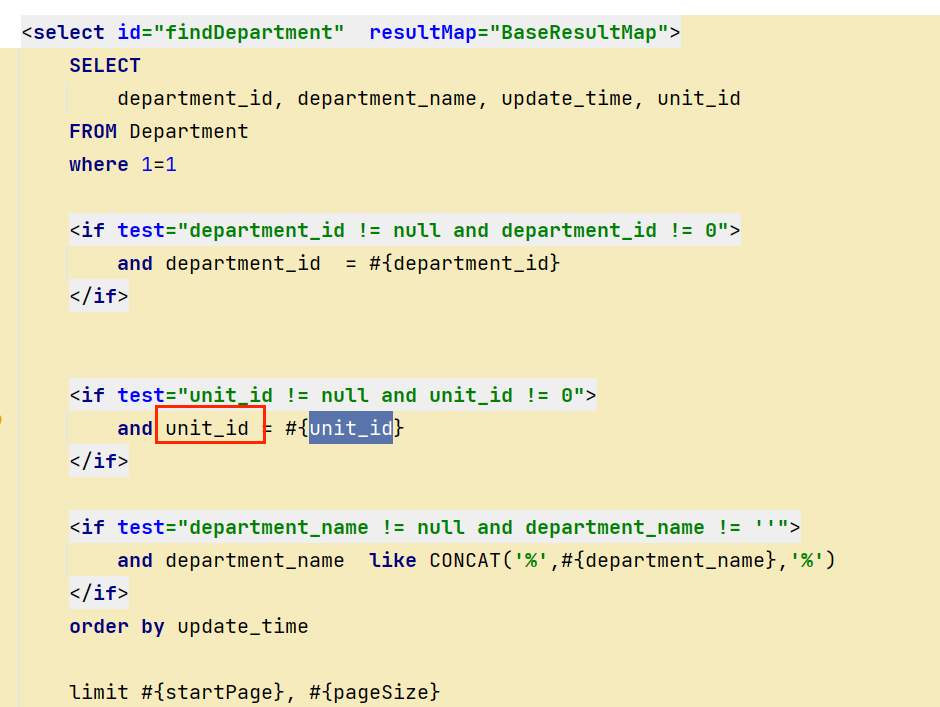 <select id="findDepartment"  resultMap="BaseResultMap">
SELECT
department_id, department_name, update_time, unit_id
FROM Department
where 1=1
<if test="department_id != null and department_id != 0">
and department_id  = #{department_id}
</if>
<if test="unit_id != null and unit_id != 0">
and unit_id = #{unit_id}
</if>
<if test="department_name != null and department_name != ''">
and department_name  like CONCAT('%',#{department_name},'%')
</if>
order by update_time
limit #{startPage}, #{pageSize}